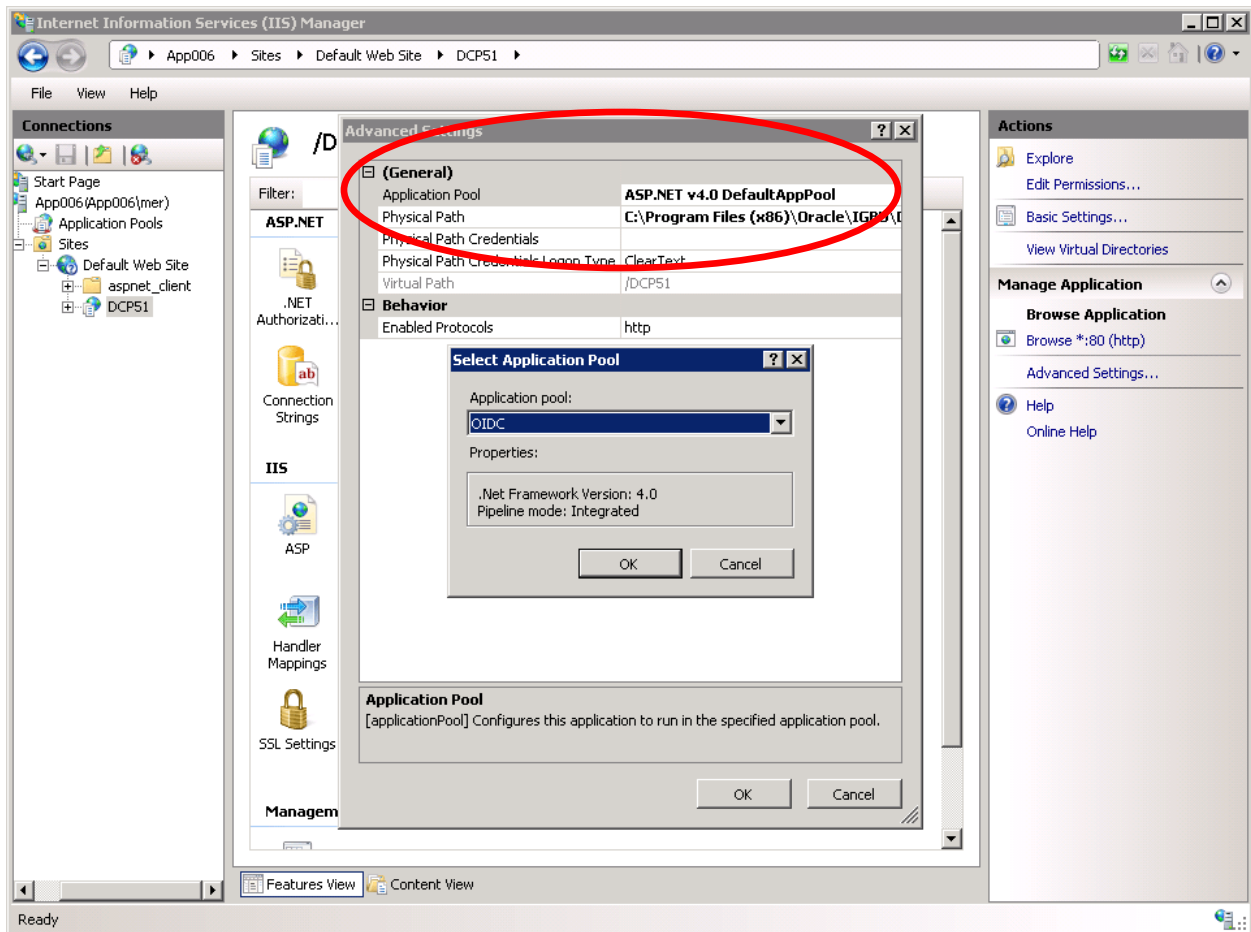 Internet Information Services (IIS) Manager
App006 Sites Default Web Site DCP51
File View Help
Connections
Start Page
App006 (App006\mer)
Application Pools
Sites
Default Web Site
aspnet_client
DCP51
/D
Filter:
ASP.NET
.NET
Authorizati...
Connection
Strings
IIS
ASP
Handler
Mappings
SSL Settings
Managem
Features View Content View
Advanced Settings
(General)
Application Pool ASP.NET v4.0 DefaultAppPool
Physical Path C:\Program Files (x86)\Oracle\IGBU\
Physical Path Credentials
Physical Path Credentials Logon Type ClearText
Virtual Path /DCP51
Behavior
Enabled Protocols http
Select Application Pool
Application pool:
OIDC
Properties:
.Net Framework Version: 4.0
Pipeline mode: Integrated
OK Cancel
Application Pool
[applicationPool] Configures this application to run in the specified application pool.
OK Cancel
Actions
Explore
Edit Permissions...
Basic Settings...
View Virtual Directories
Manage Application
Browse Application
Browse *:80 (http)
Advanced Settings...
Help
Online Help
Ready